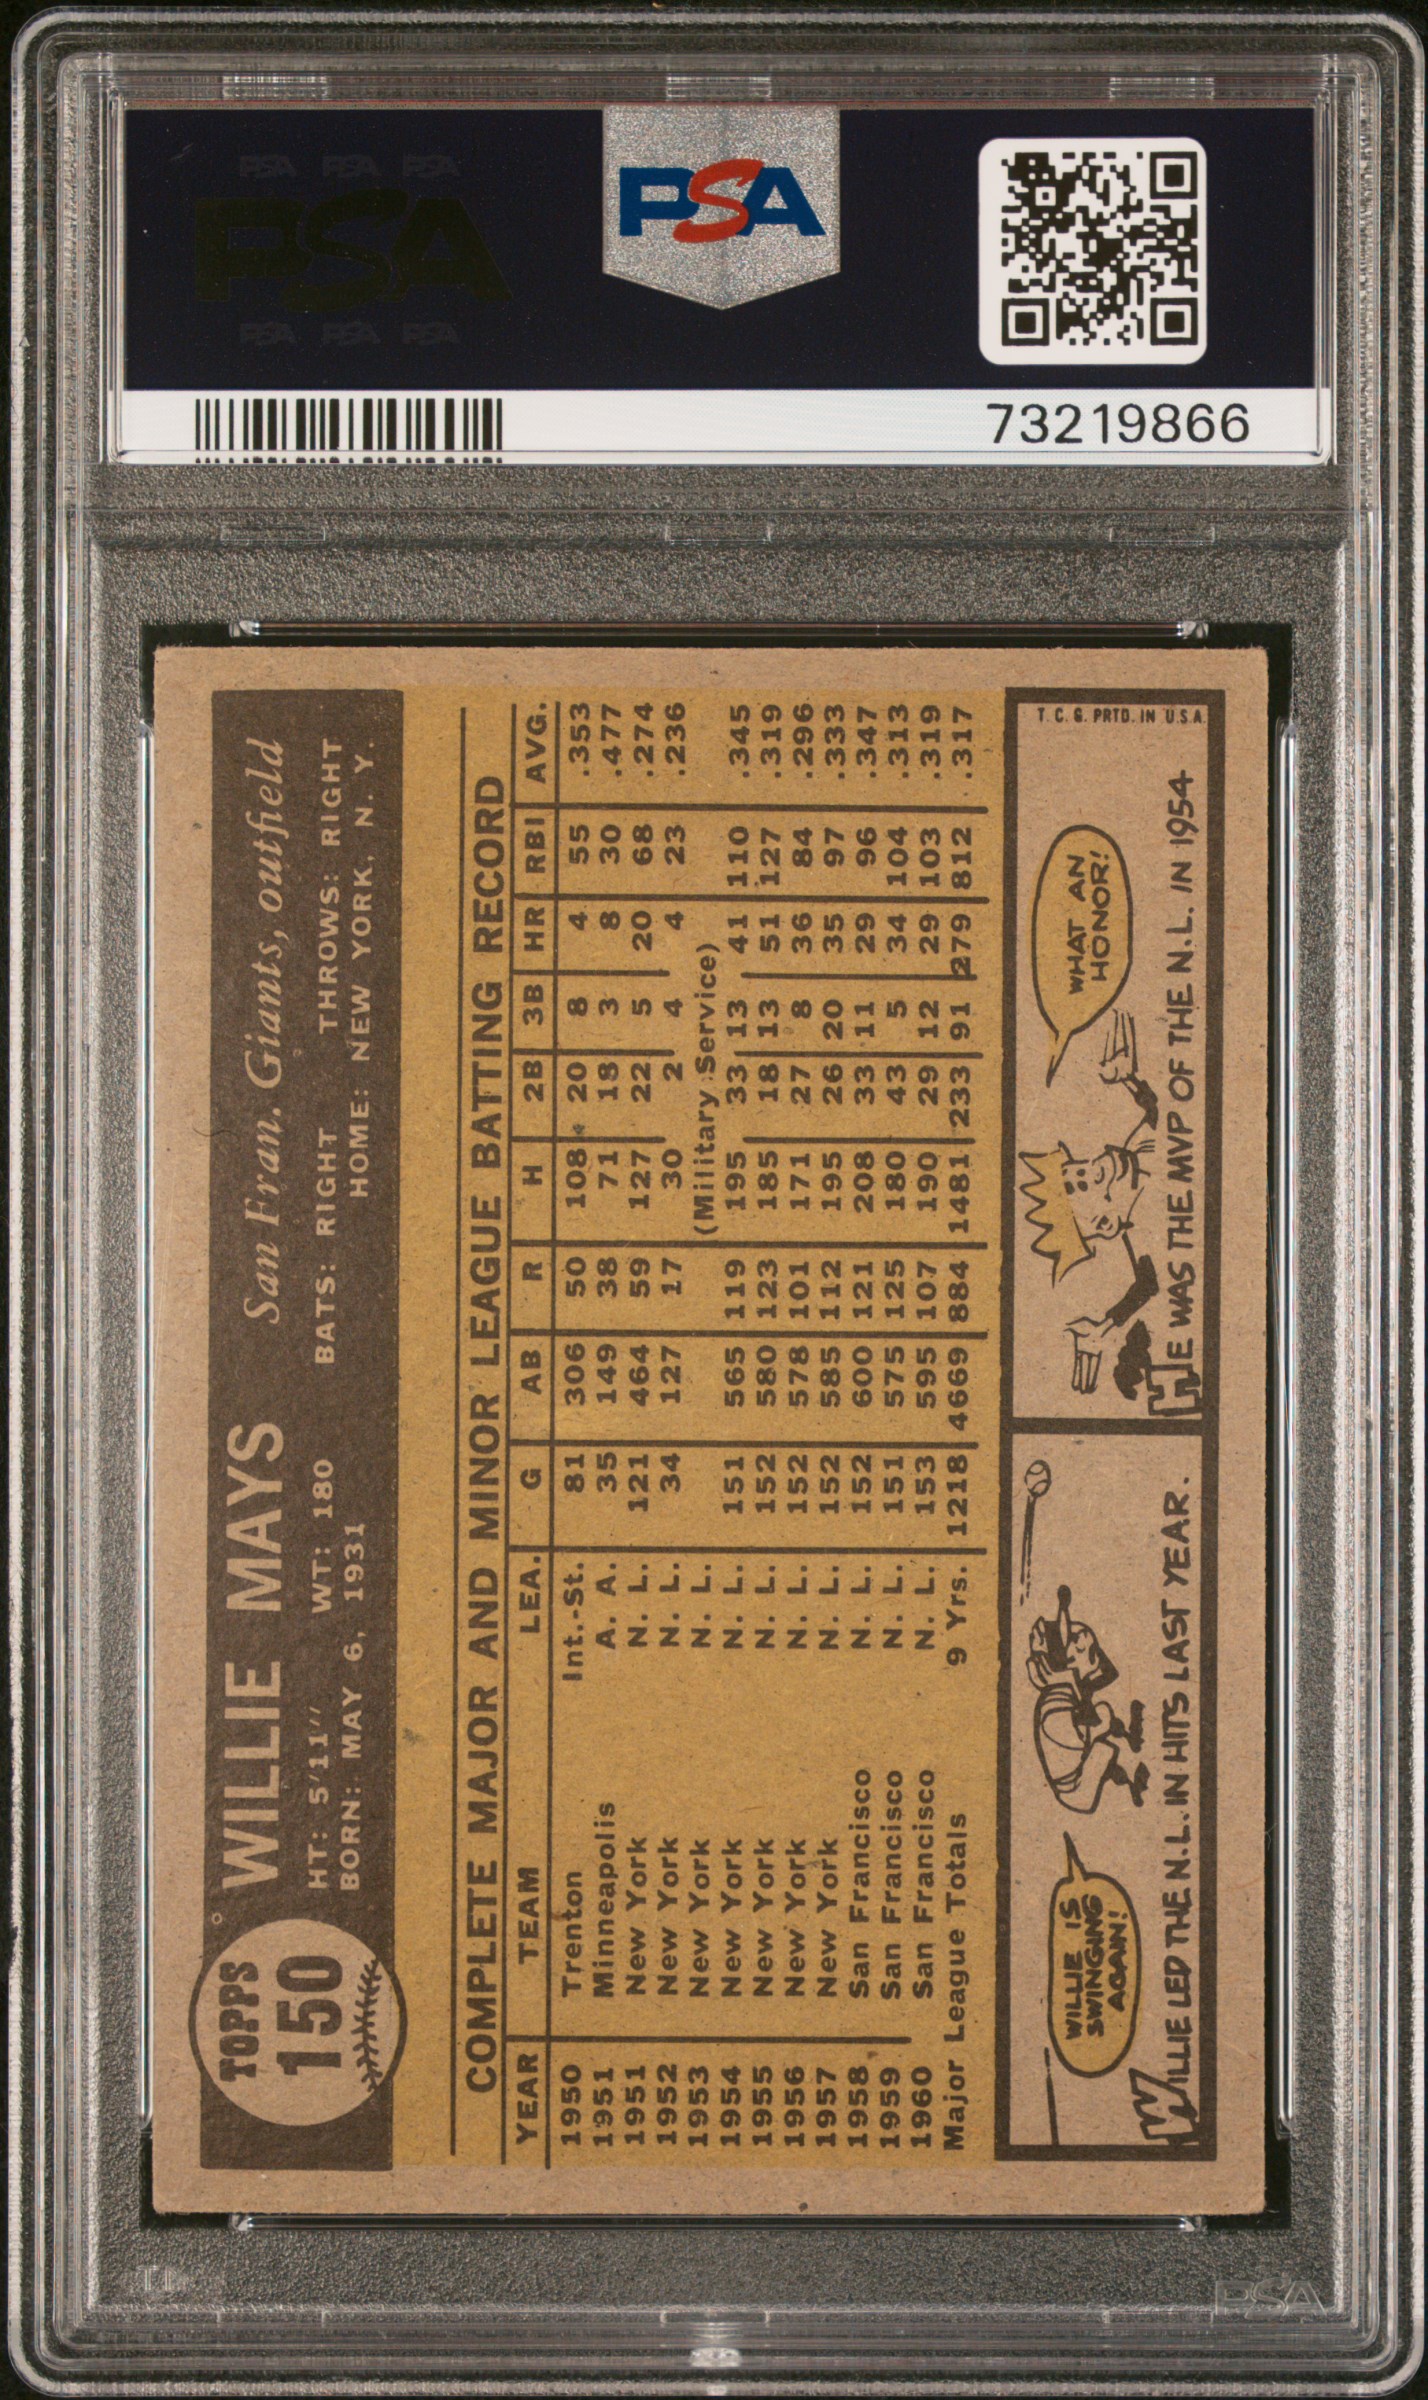 PSA PSA PSA
PSA
PSA PSA PSA
PSA
73219866
TOPPS
150
WILLIE MAYS San Fran. Giants, outfield
HT: 5'11" WT: 180 BATS: RIGHT THROWS: RIGHT
BORN: MAY 6, 1931 HOME: NEW YORK, N. Y.
COMPLETE MAJOR AND MINOR LEAGUE BATTING RECORD
YEAR TEAM LEA. G AB R H 2B 3B HR RBI AVG.
1950 Trenton Int.-St. 81 306 50 108 20 8 4 55 .353
1951 Minneapolis A. A. 35 149 38 71 18 3 8 30 .477
1951 New York N. L. 121 464 59 127 22 5 20 68 .274
1952 New York N. L. 34 127 17 30 2 4 4 23 .236
1953 New York N. L. (Military Service)
1954 New York N. L. 151 565 119 195 33 13 41 110 .345
1955 New York N. L. 152 580 123 185 18 13 51 127 .319
1956 New York N. L. 152 578 101 171 27 8 36 84 .296
1957 New York N. L. 152 585 112 195 26 20 35 97 .333
1958 San Francisco N. L. 152 600 121 208 33 11 29 96 .347
1959 San Francisco N. L. 151 575 125 180 43 5 34 104 .313
1960 San Francisco N. L. 153 595 107 190 29 12 29 103 .319
Major League Totals 9 Yrs. 1218 4669 884 1481 233 91 279 812 .317
WILLIE IS
SWINGING
AGAIN!
WILLIE LED THE N.L. IN HITS LAST YEAR.
WHAT AN
HONOR!
HE WAS THE MVP OF THE N.L. IN 1954
T. C. G. PRTD. IN U.S.A.
PSA